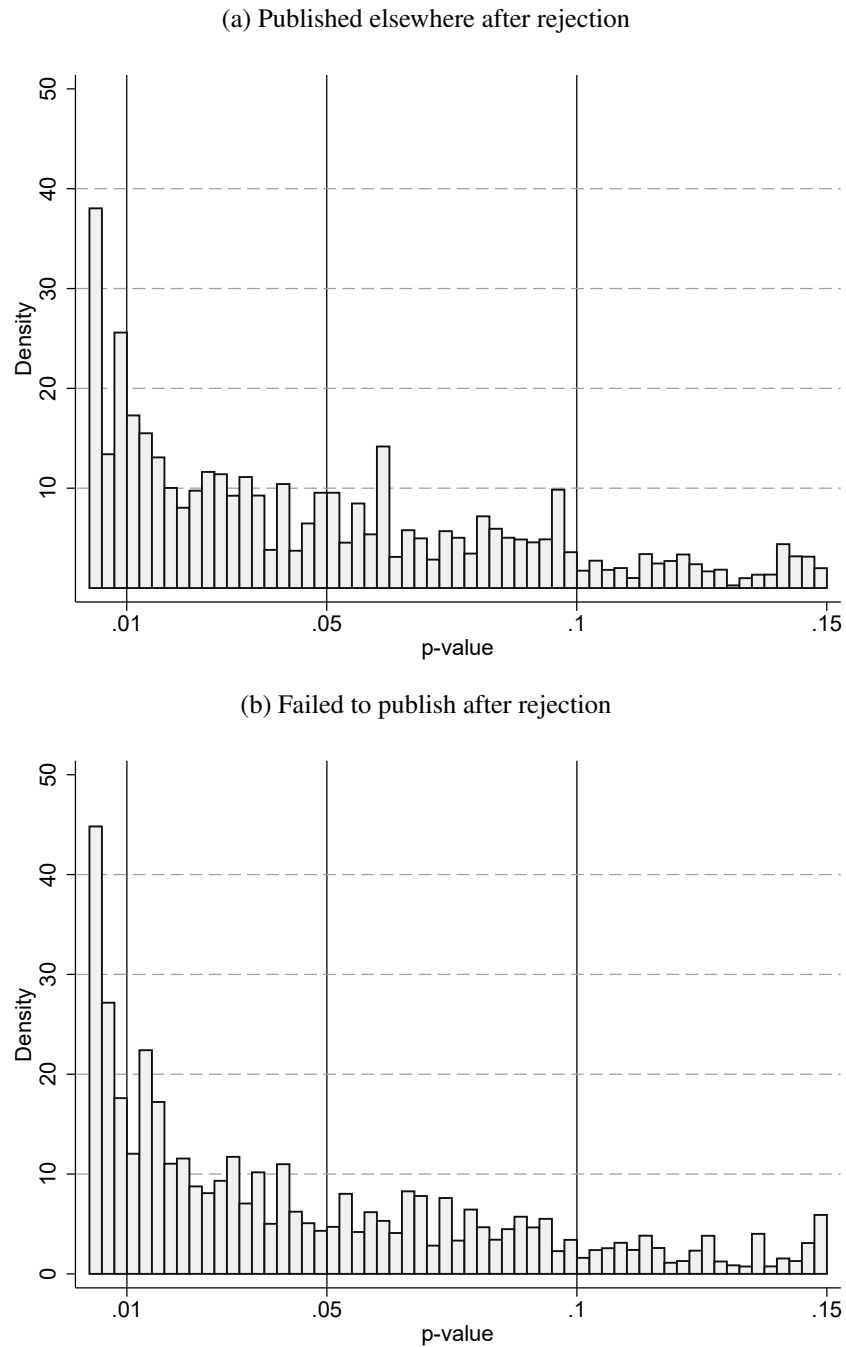 (a) Published elsewhere after rejection
50
40
30
20
10
Density
.01 .05 .1 .15
p-value
(b) Failed to publish after rejection
50
40
30
20
10
0
Density
.01 .05 .1 .15
p-value